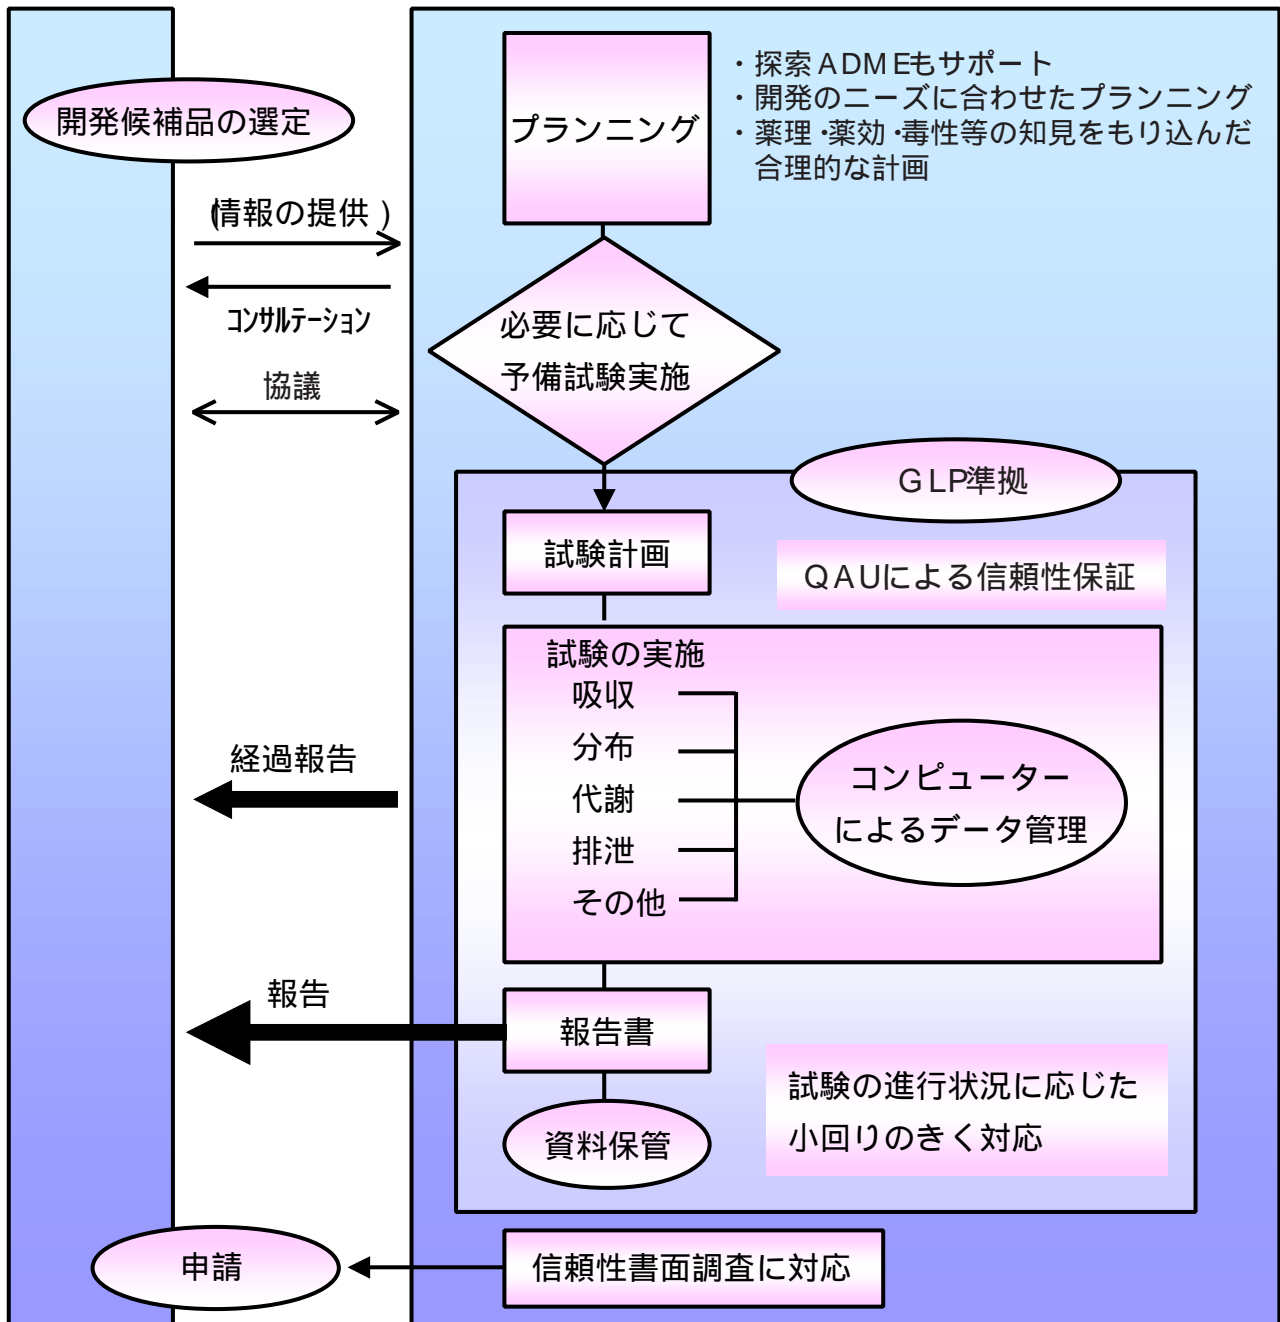 開発候補品の選定
(情報の提供)
コンサルテーション
協議
経過報告
報告
申請
プランニング
・探索ADMEもサポート
・開発のニーズに合わせたプランニング
・薬理・薬効・毒性等の知見をもり込んだ
合理的な計画
必要に応じて
予備試験実施
GLP準拠
試験計画
QAUによる信頼性保証
試験の実施
吸収
分布
代謝
排泄
その他
コンピューター
によるデータ管理
報告書
試験の進行状況に応じた
小回りのきく対応
資料保管
信頼性書面調査に対応